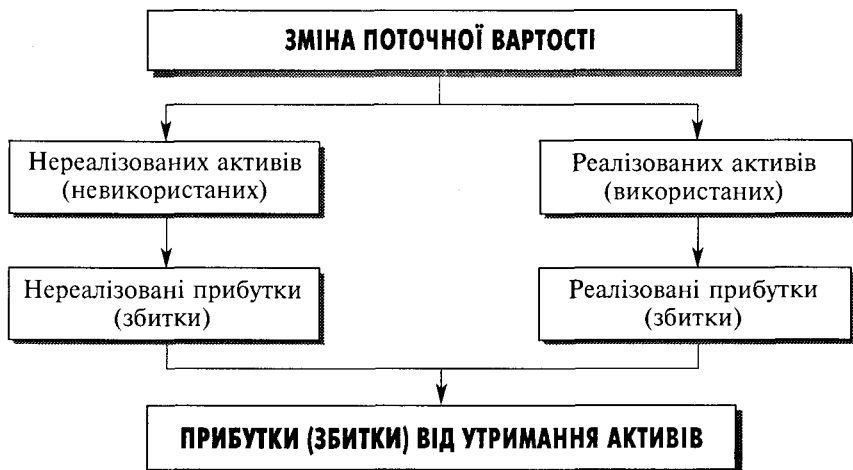 ЗМІНА ПОТОЧНОЇ ВАРТОСТІ
Нереалізованих активів
(невикористаних)
Реалізованих активів
(використаних)
Нереалізовані прибутки
(збитки)
Реалізовані прибутки
(збитки)
ПРИБУТКИ (ЗБИТКИ) ВІД УТРИМАННЯ АКТИВІВ